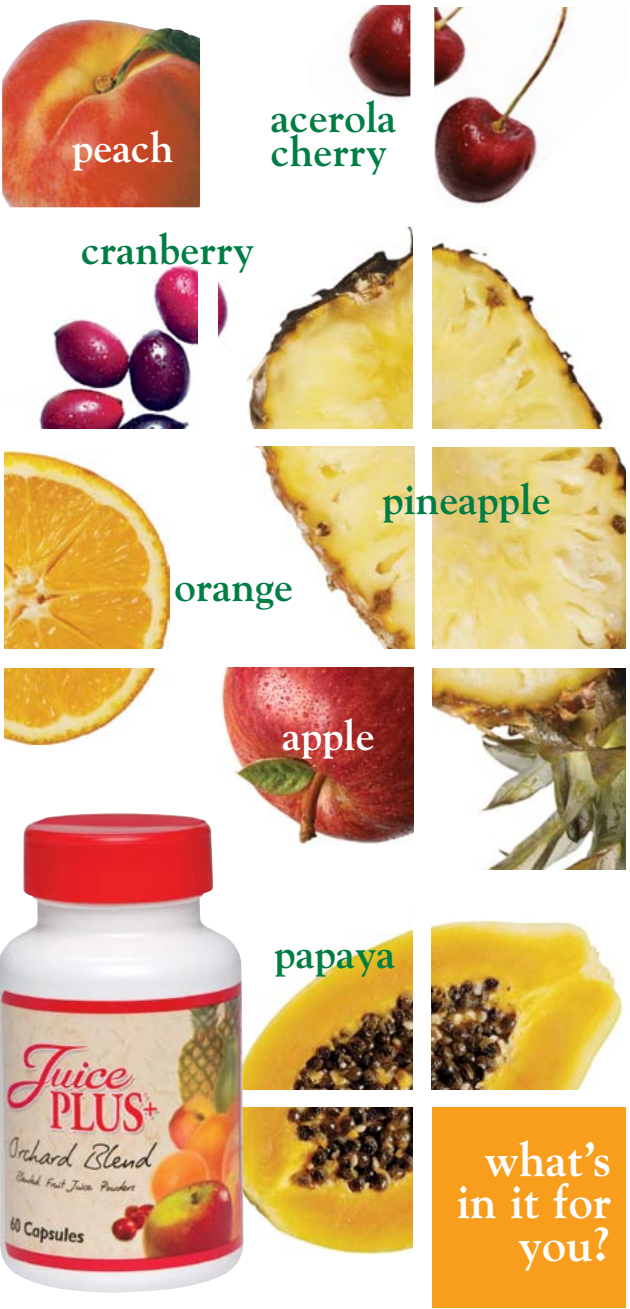 peach
acerola
cherry
cranberry
pineapple
orange
apple
papaya
Juice
PLUS+
Orchard Blend
Blended Fruit Juice Powders
60 Capsules
what's
in it for
you?